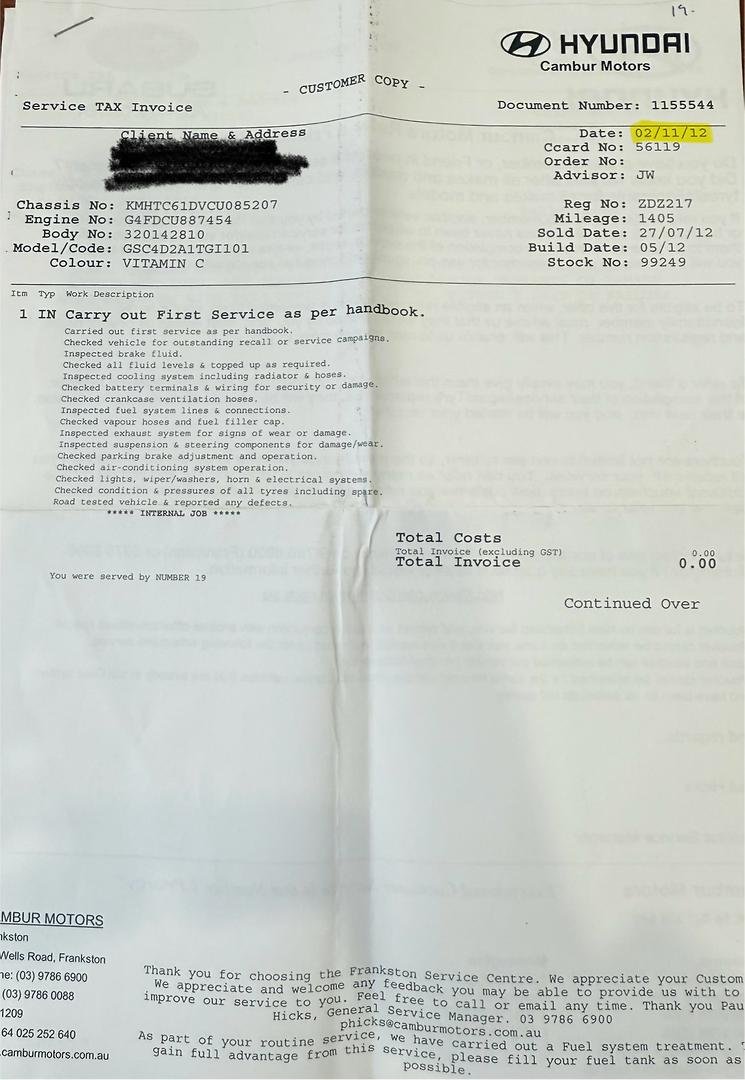 19.
HYUNDAI
Cambur Motors
- CUSTOMER COPY -
Service TAX Invoice
Document Number: 1155544
Client Name & Address
Date: 02/11/12
Ccard No: 56119
Order No:
Advisor: JW
Chassis No: KMHTC61DVCU085207
Engine No: G4FDCU887454
Body No: 320142810
Model/Code: GSC4D2A1TGI101
Colour: VITAMIN C
Reg No: ZDZ217
Mileage: 1405
Sold Date: 27/07/12
Build Date: 05/12
Stock No: 99249
Itm Typ Work Description
1 IN Carry out First Service as per handbook.
Carried out first service as per handbook.
Checked vehicle for outstanding recall or service campaigns.
Inspected brake fluid.
Checked all fluid levels & topped up as required.
Inspected cooling system including radiator & hoses.
Checked battery terminals & wiring for security or damage.
Checked crankcase ventilation hoses.
Inspected fuel system lines & connections.
Checked vapour hoses and fuel filler cap.
Inspected exhaust system for signs of wear or damage.
Inspected suspension & steering components for damage/wear.
Checked parking brake adjustment and operation.
Checked air-conditioning system operation.
Checked lights, wiper/washers, horn & electrical systems.
Checked condition & pressures of all tyres including spare.
Road tested vehicle & reported any defects.
***** INTERNAL JOB *****
Total Costs
Total Invoice (excluding GST) 0.00
Total Invoice 0.00
You were served by NUMBER 19
Continued Over
MBUR MOTORS
nkston
Wells Road, Frankston
ne: (03) 9786 6900
(03) 9786 0088
1209
64 025 252 640
.camburmotors.com.au
Thank you for choosing the Frankston Service Centre. We appreciate your Custom
We appreciate and welcome any feedback you may be able to provide us with to
improve our service to you. Feel free to call or email any time. Thank you Pau
Hicks, General Service Manager. 03 9786 6900
phicks@camburmotors.com.au
As part of your routine service, we have carried out a Fuel system treatment. T
gain full advantage from this service, please fill your fuel tank as soon as
possible.